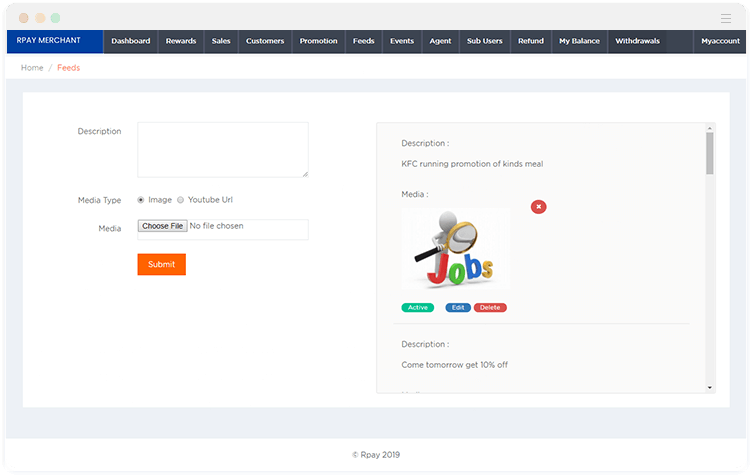 RPAY MERCHANT Dashboard Rewards Sales Customers Promotion Feeds Events Agent Sub Users Refund My Balance Withdrawals Myaccount
Home / Feeds
Description
Media Type Image Youtube Url
Media Choose File No file chosen
Submit
Description :
KFC running promotion of kinds meal
Media :
Jobs
Active Edit Delete
Description :
Come tomorrow get 10% off
© Rpay 2019